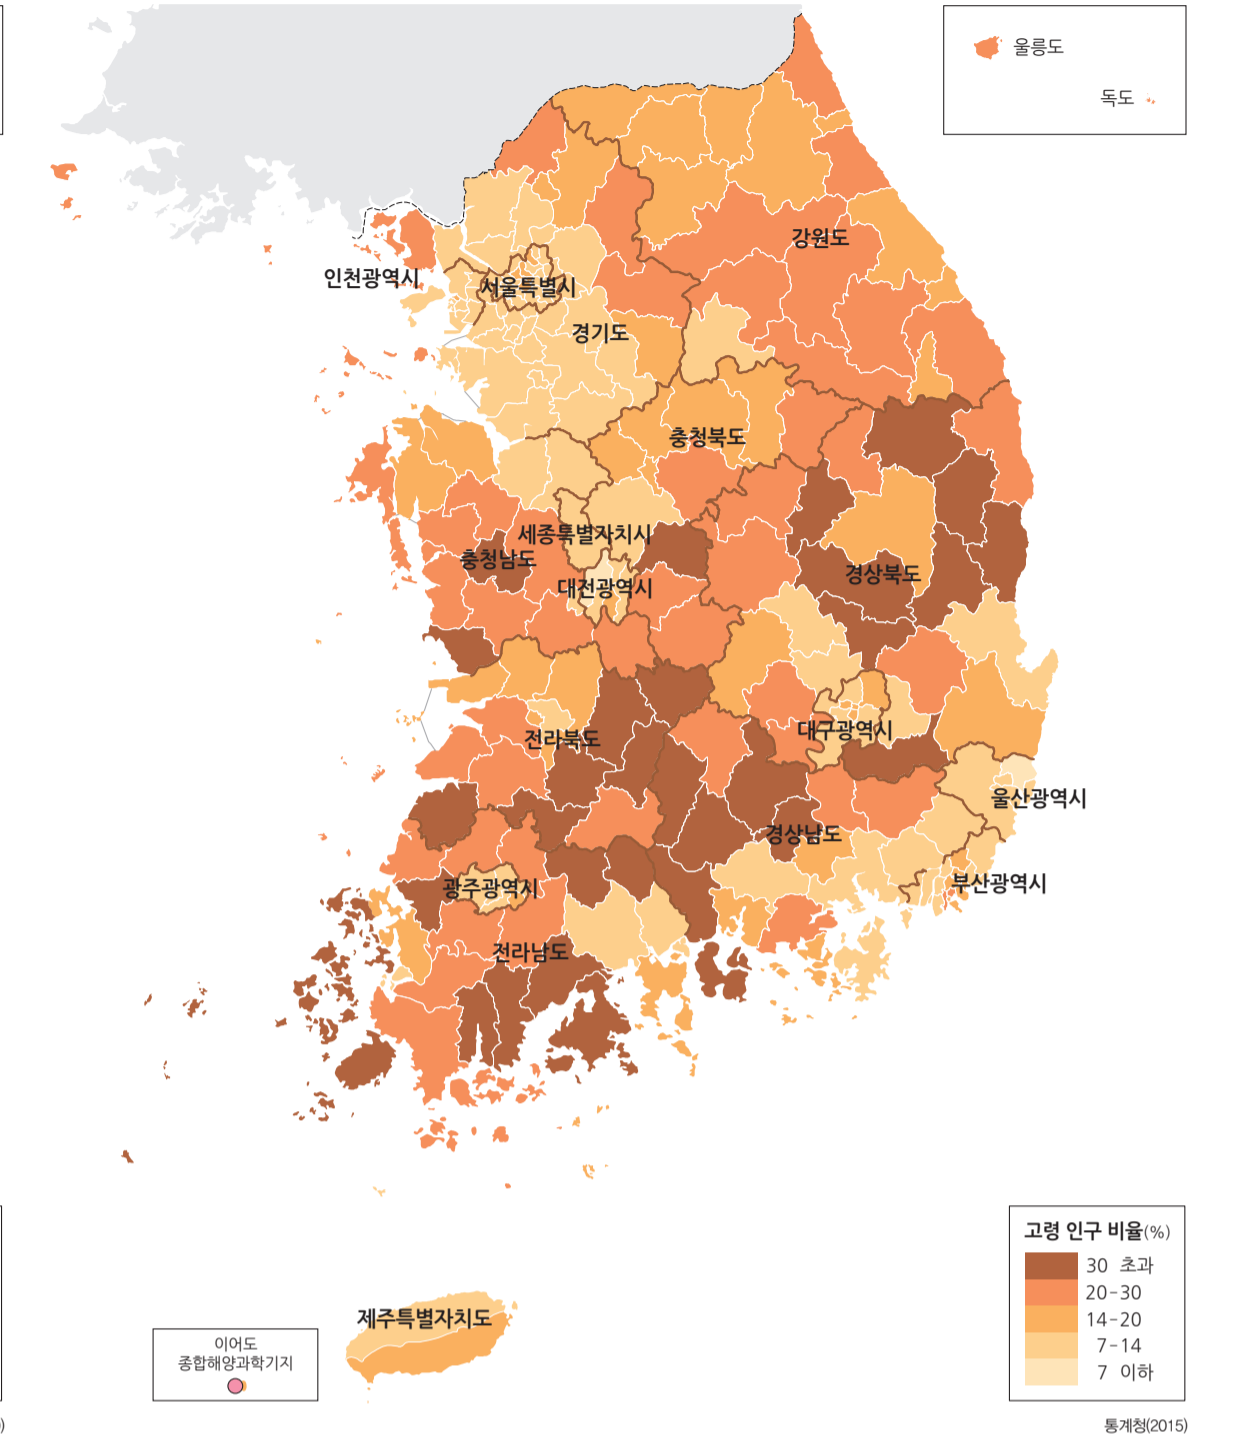 울릉도
독도
강원도
인천광역시
서울특별시
경기도
충청북도
세종특별자치시
충청남도
대전광역시
경상북도
대구광역시
전라북도
울산광역시
경상남도
부산광역시
광주광역시
전라남도
제주특별자치도
이어도
종합해양과학기지
고령 인구 비율(%)
30 초과
20-30
14-20
7-14
7 이하
)
통계청(2015)